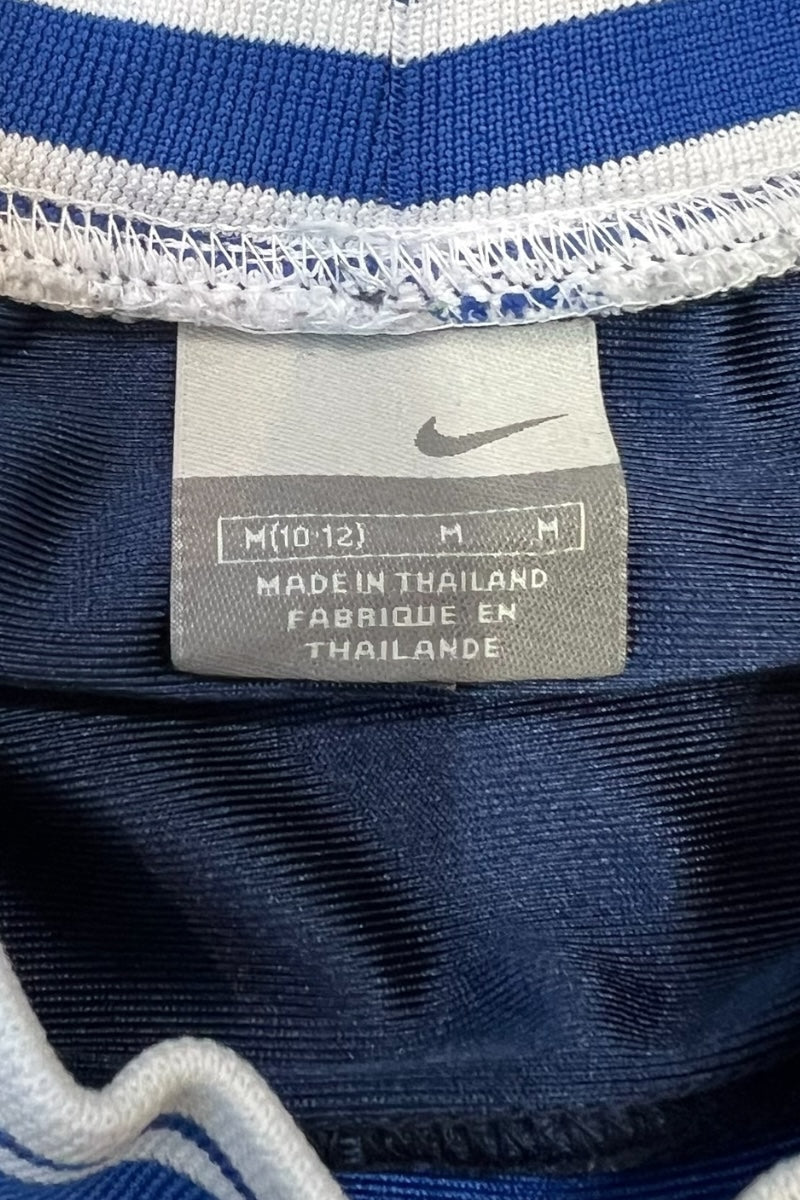 M(10-12) M M
MADE IN THAILAND
FABRIQUE EN
THAILANDE